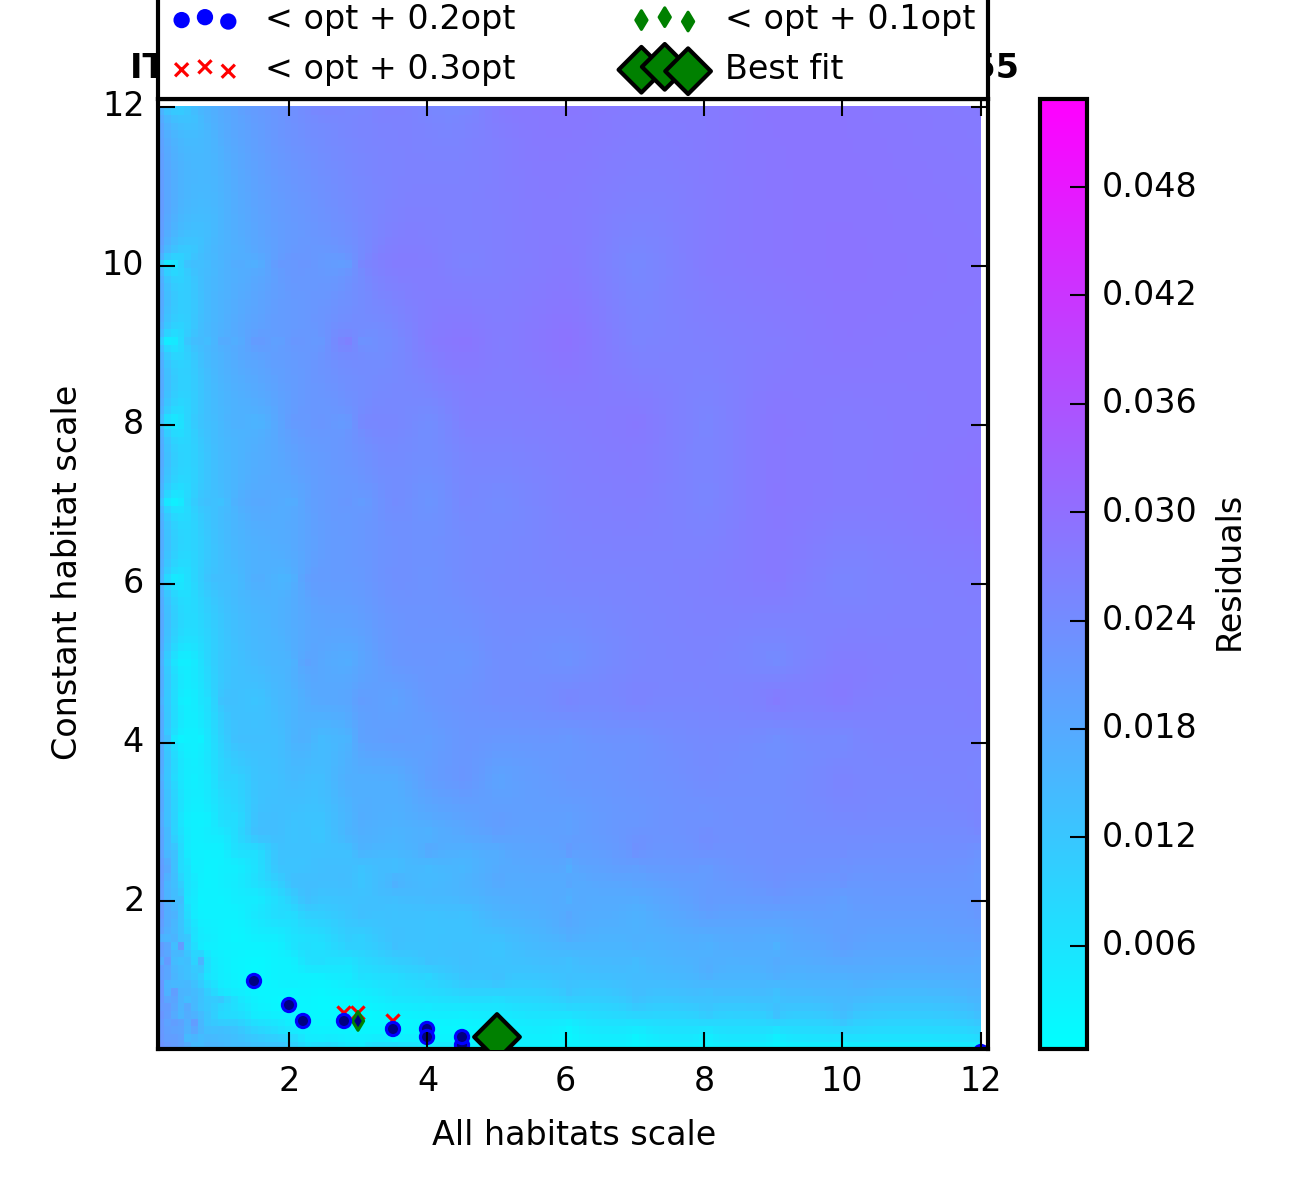 < opt + 0.2opt < opt + 0.1opt
< opt + 0.3opt Best fit
12
10
8
6
4
2
Constant habitat scale
2 4 6 8 10 12
All habitats scale
0.048
0.042
0.036
0.030
0.024
0.018
0.012
0.006
Residuals